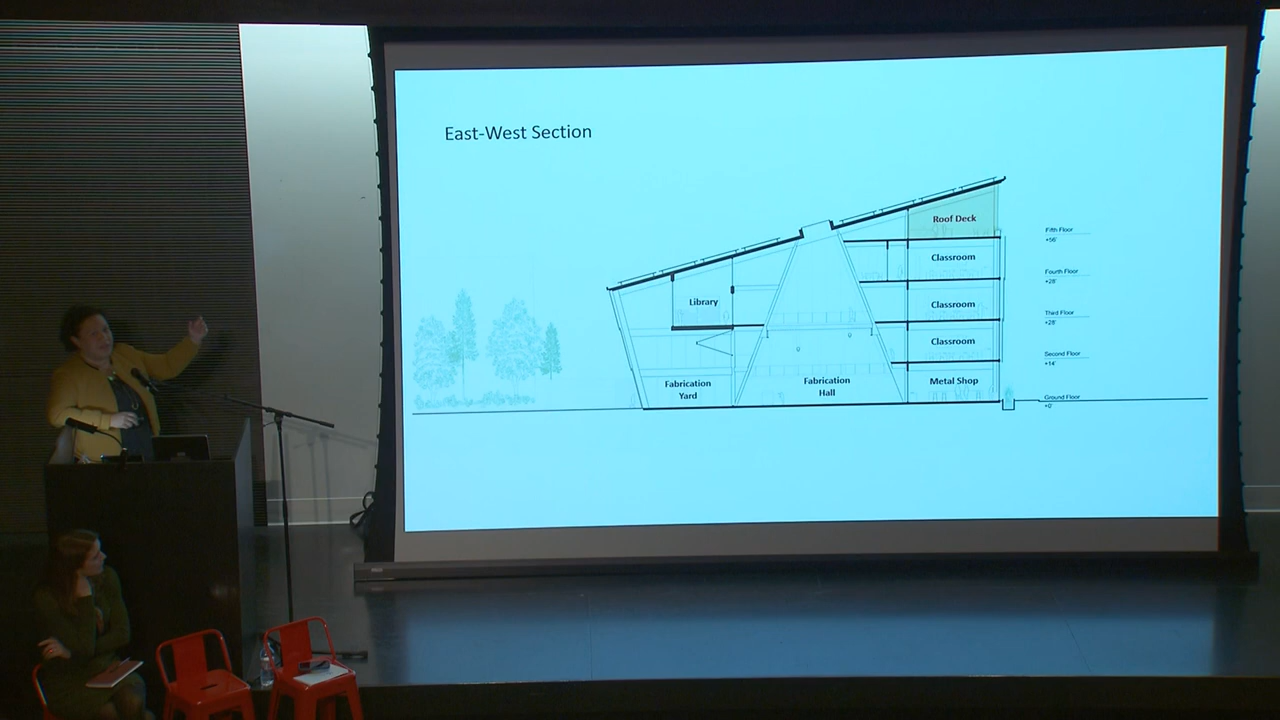 East-West Section
Roof Deck
Classroom
Library
Classroom
Classroom
Fabrication
Yard
Fabrication
Hall
Metal Shop
Fifth Floor
+56'
Fourth Floor
+28'
Third Floor
+28'
Second Floor
+14'
Ground Floor
+0'